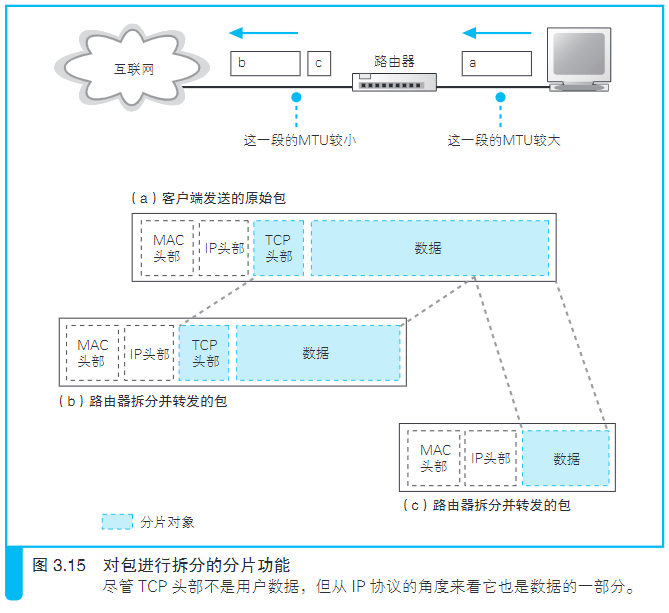 互联网
b
c
路由器
a
这一段的MTU较小
这一段的MTU较大
（a）客户端发送的原始包
MAC
头部
IP头部
TCP
头部
数据
MAC
头部
IP头部
TCP
头部
数据
（b）路由器拆分并转发的包
MAC
头部
IP头部
数据
（c）路由器拆分并转发的包
分片对象
图 3.15 对包进行拆分的分片功能
尽管 TCP 头部不是用户数据，但从 IP 协议的角度来看它也是数据的一部分。